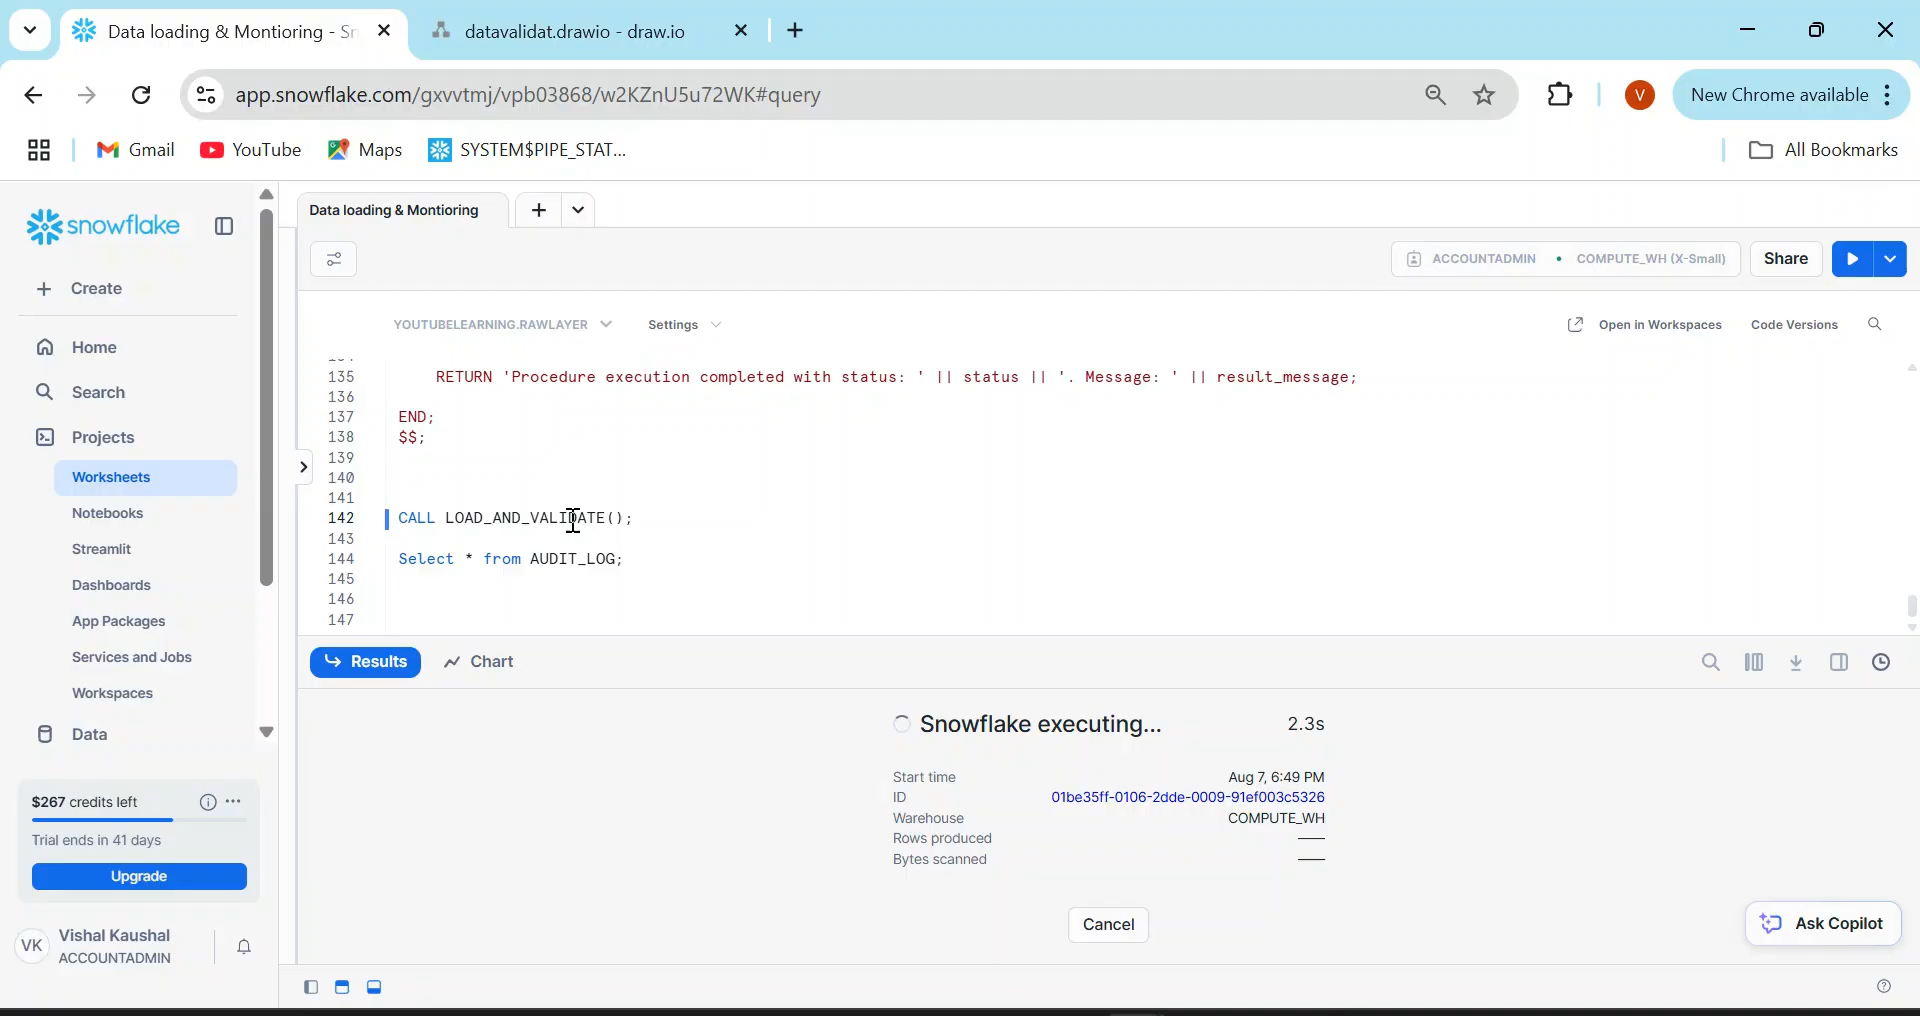 Data loading & Montioring - Sn
datavalidat.drawio - draw.io
app.snowflake.com/gxvvtmj/vpb03868/w2KZnU5u72WK#query
V
New Chrome available
Gmail
YouTube
Maps
SYSTEM$PIPE_STAT...
All Bookmarks
snowflake
Create
Home
Search
Projects
Worksheets
Notebooks
Streamlit
Dashboards
App Packages
Services and Jobs
Workspaces
Data
$267 credits left
Trial ends in 41 days
Upgrade
VK
Vishal Kaushal
ACCOUNTADMIN
Data loading & Montioring
ACCOUNTADMIN • COMPUTE_WH (X-Small)
Share
YOUTUBELEARNING.RAWLAYER
Settings
Open in Workspaces
Code Versions
135 RETURN 'Procedure execution completed with status: ' || status || '. Message: ' || result_message;
136
137 END;
138 $$;
139
140
141
142 CALL LOAD_AND_VALIDATE();
143
144 Select * from AUDIT_LOG;
145
146
147
Results
Chart
Snowflake executing... 2.3s
Start time Aug 7, 6:49 PM
ID 01be35ff-0106-2dde-0009-91ef003c5326
Warehouse COMPUTE_WH
Rows produced
Bytes scanned
Cancel
Ask Copilot